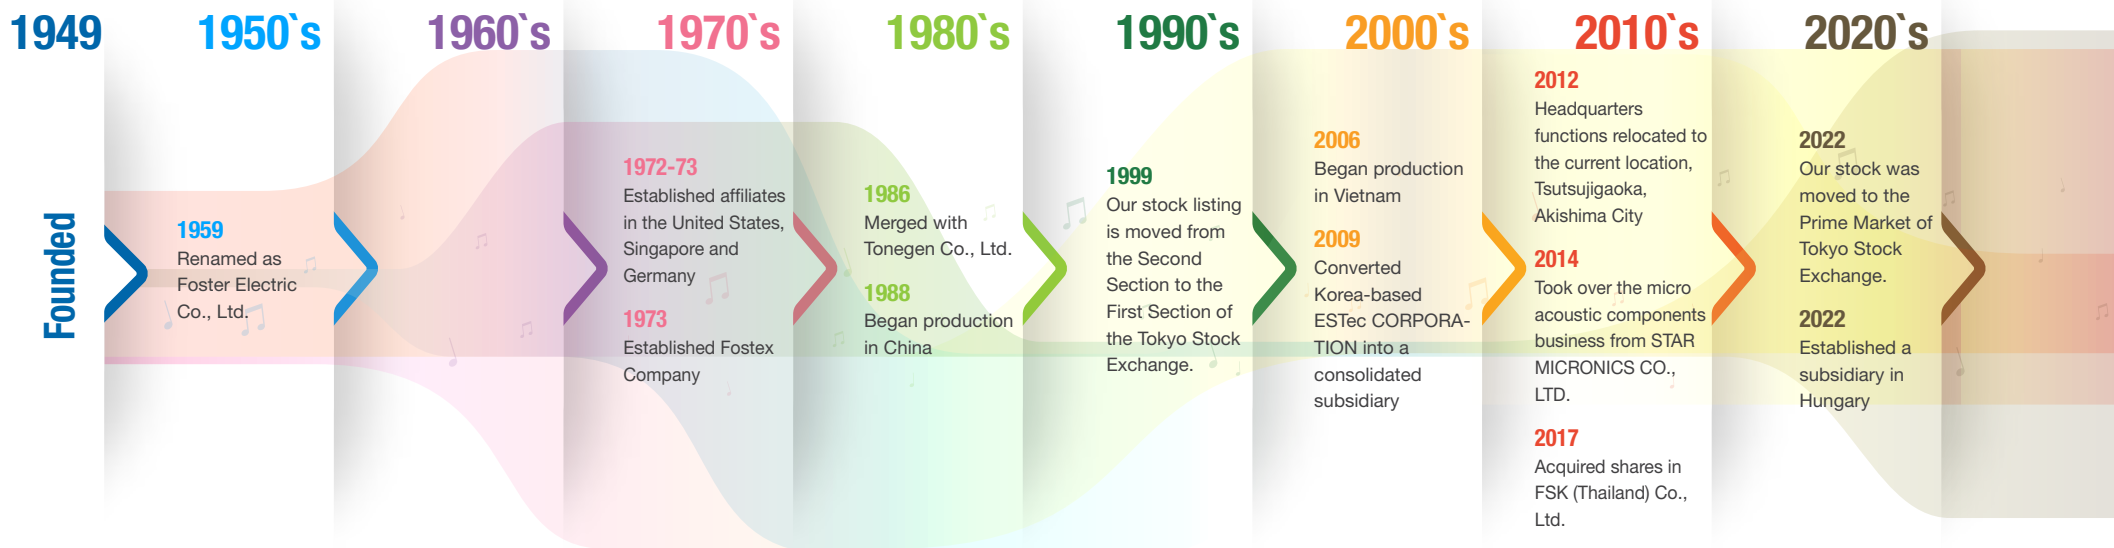 1949
Founded
1950`s
1959
Renamed as
Foster Electric
Co., Ltd.
1960`s
1970`s
1972-73
Established affiliates
in the United States,
Singapore and
Germany
1973
Established Fostex
Company
1980`s
1986
Merged with
Tonegen Co., Ltd.
1988
Began production
in China
1990`s
1999
Our stock listing
is moved from
the Second
Section to the
First Section of
the Tokyo Stock
Exchange.
2000`s
2006
Began production
in Vietnam
2009
Converted
Korea-based
ESTec CORPORA-
TION into a
consolidated
subsidiary
2010`s
2012
Headquarters
functions relocated to
the current location,
Tsutsujigaoka,
Akishima City
2014
Took over the micro
acoustic components
business from STAR
MICRONICS CO.,
LTD.
2017
Acquired shares in
FSK (Thailand) Co.,
Ltd.
2020`s
2022
Our stock was
moved to the
Prime Market of
Tokyo Stock
Exchange.
2022
Established a
subsidiary in
Hungary